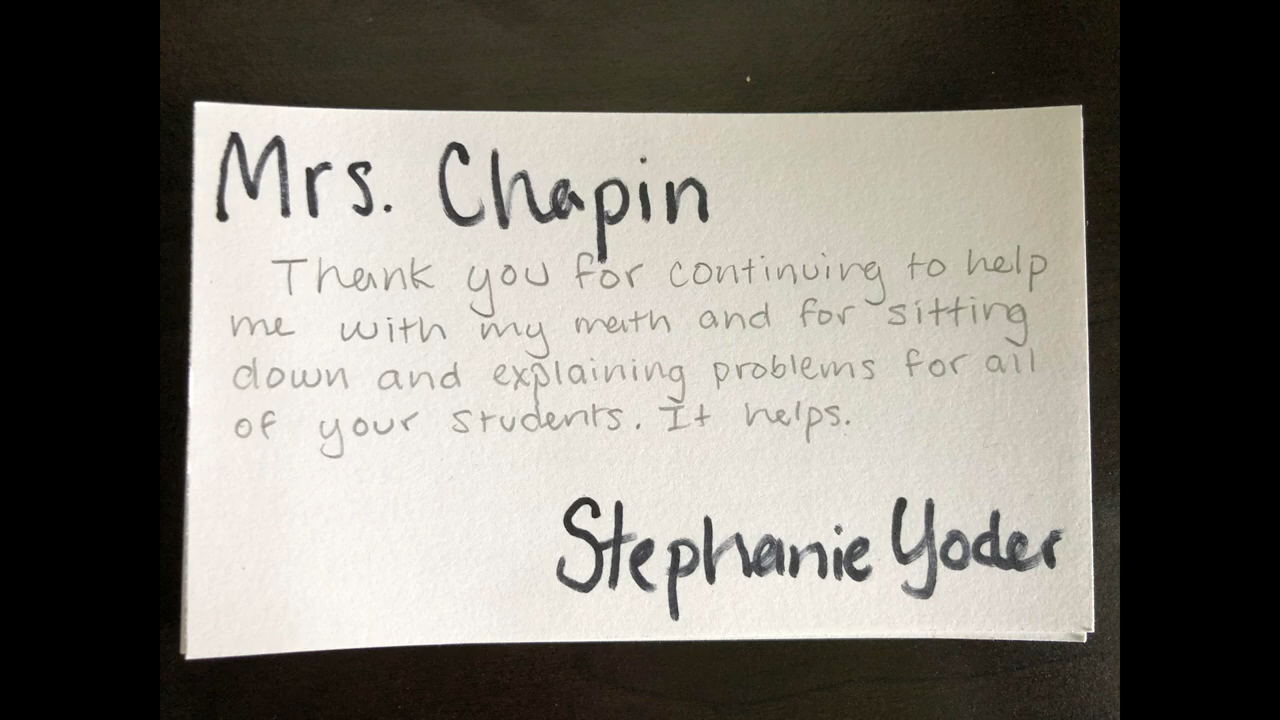 Mrs. Chapin
Thank you for continuing to help
me with my math and for sitting
down and explaining problems for all
of your students. It helps.
Stephanie Yoder